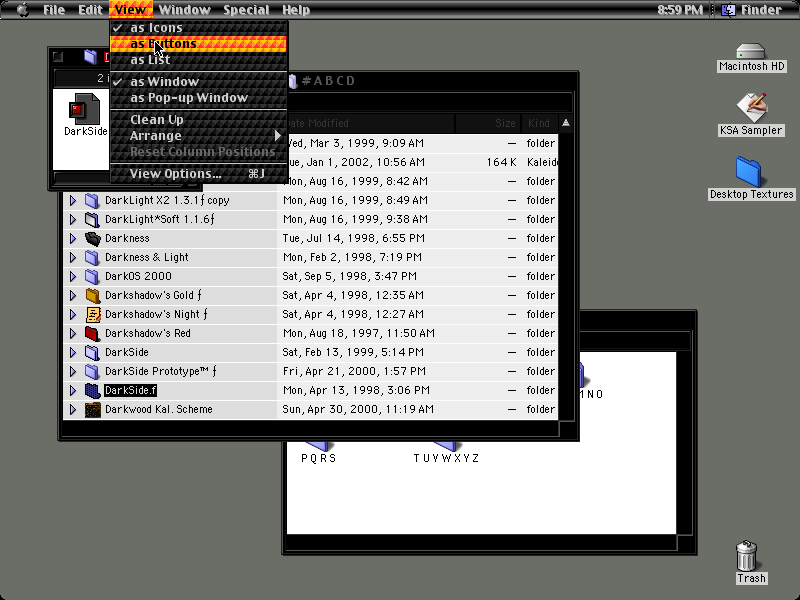 File Edit View Window Special Help 8:59 PM Finder
as Icons
as Buttons
as List
as Window
as Pop-up Window
Clean Up
Arrange
Reset Column Positions
View Options... ⌘J
2 i
DarkSide
#ABCD
Date Modified Size Kind
Wed, Mar 3, 1999, 9:09 AM — folder
Tue, Jan 1, 2002, 10:56 AM 164 K Kaleid
Mon, Aug 16, 1999, 8:42 AM — folder
DarkLight X2 1.3.1ƒ copy Mon, Aug 16, 1999, 8:49 AM — folder
DarkLight*Soft 1.1.6ƒ Mon, Aug 16, 1999, 9:38 AM — folder
Darkness Tue, Jul 14, 1998, 6:55 PM — folder
Darkness & Light Mon, Feb 2, 1998, 7:19 PM — folder
DarkOS 2000 Sat, Sep 5, 1998, 3:47 PM — folder
Darkshadow's Gold ƒ Sat, Apr 4, 1998, 12:35 AM — folder
Darkshadow's Night ƒ Sat, Apr 4, 1998, 12:27 AM — folder
Darkshadow's Red Mon, Aug 18, 1997, 11:50 AM — folder
DarkSide Sat, Feb 13, 1999, 5:14 PM — folder
DarkSide Prototype™ ƒ Fri, Apr 21, 2000, 1:57 PM — folder
DarkSide.f Mon, Apr 13, 1998, 3:06 PM — folder
Darkwood Kal. Scheme Sun, Apr 30, 2000, 11:19 AM — folder
NO
PQRS TUVWXYZ
Macintosh HD
KSA Sampler
Desktop Textures
Trash